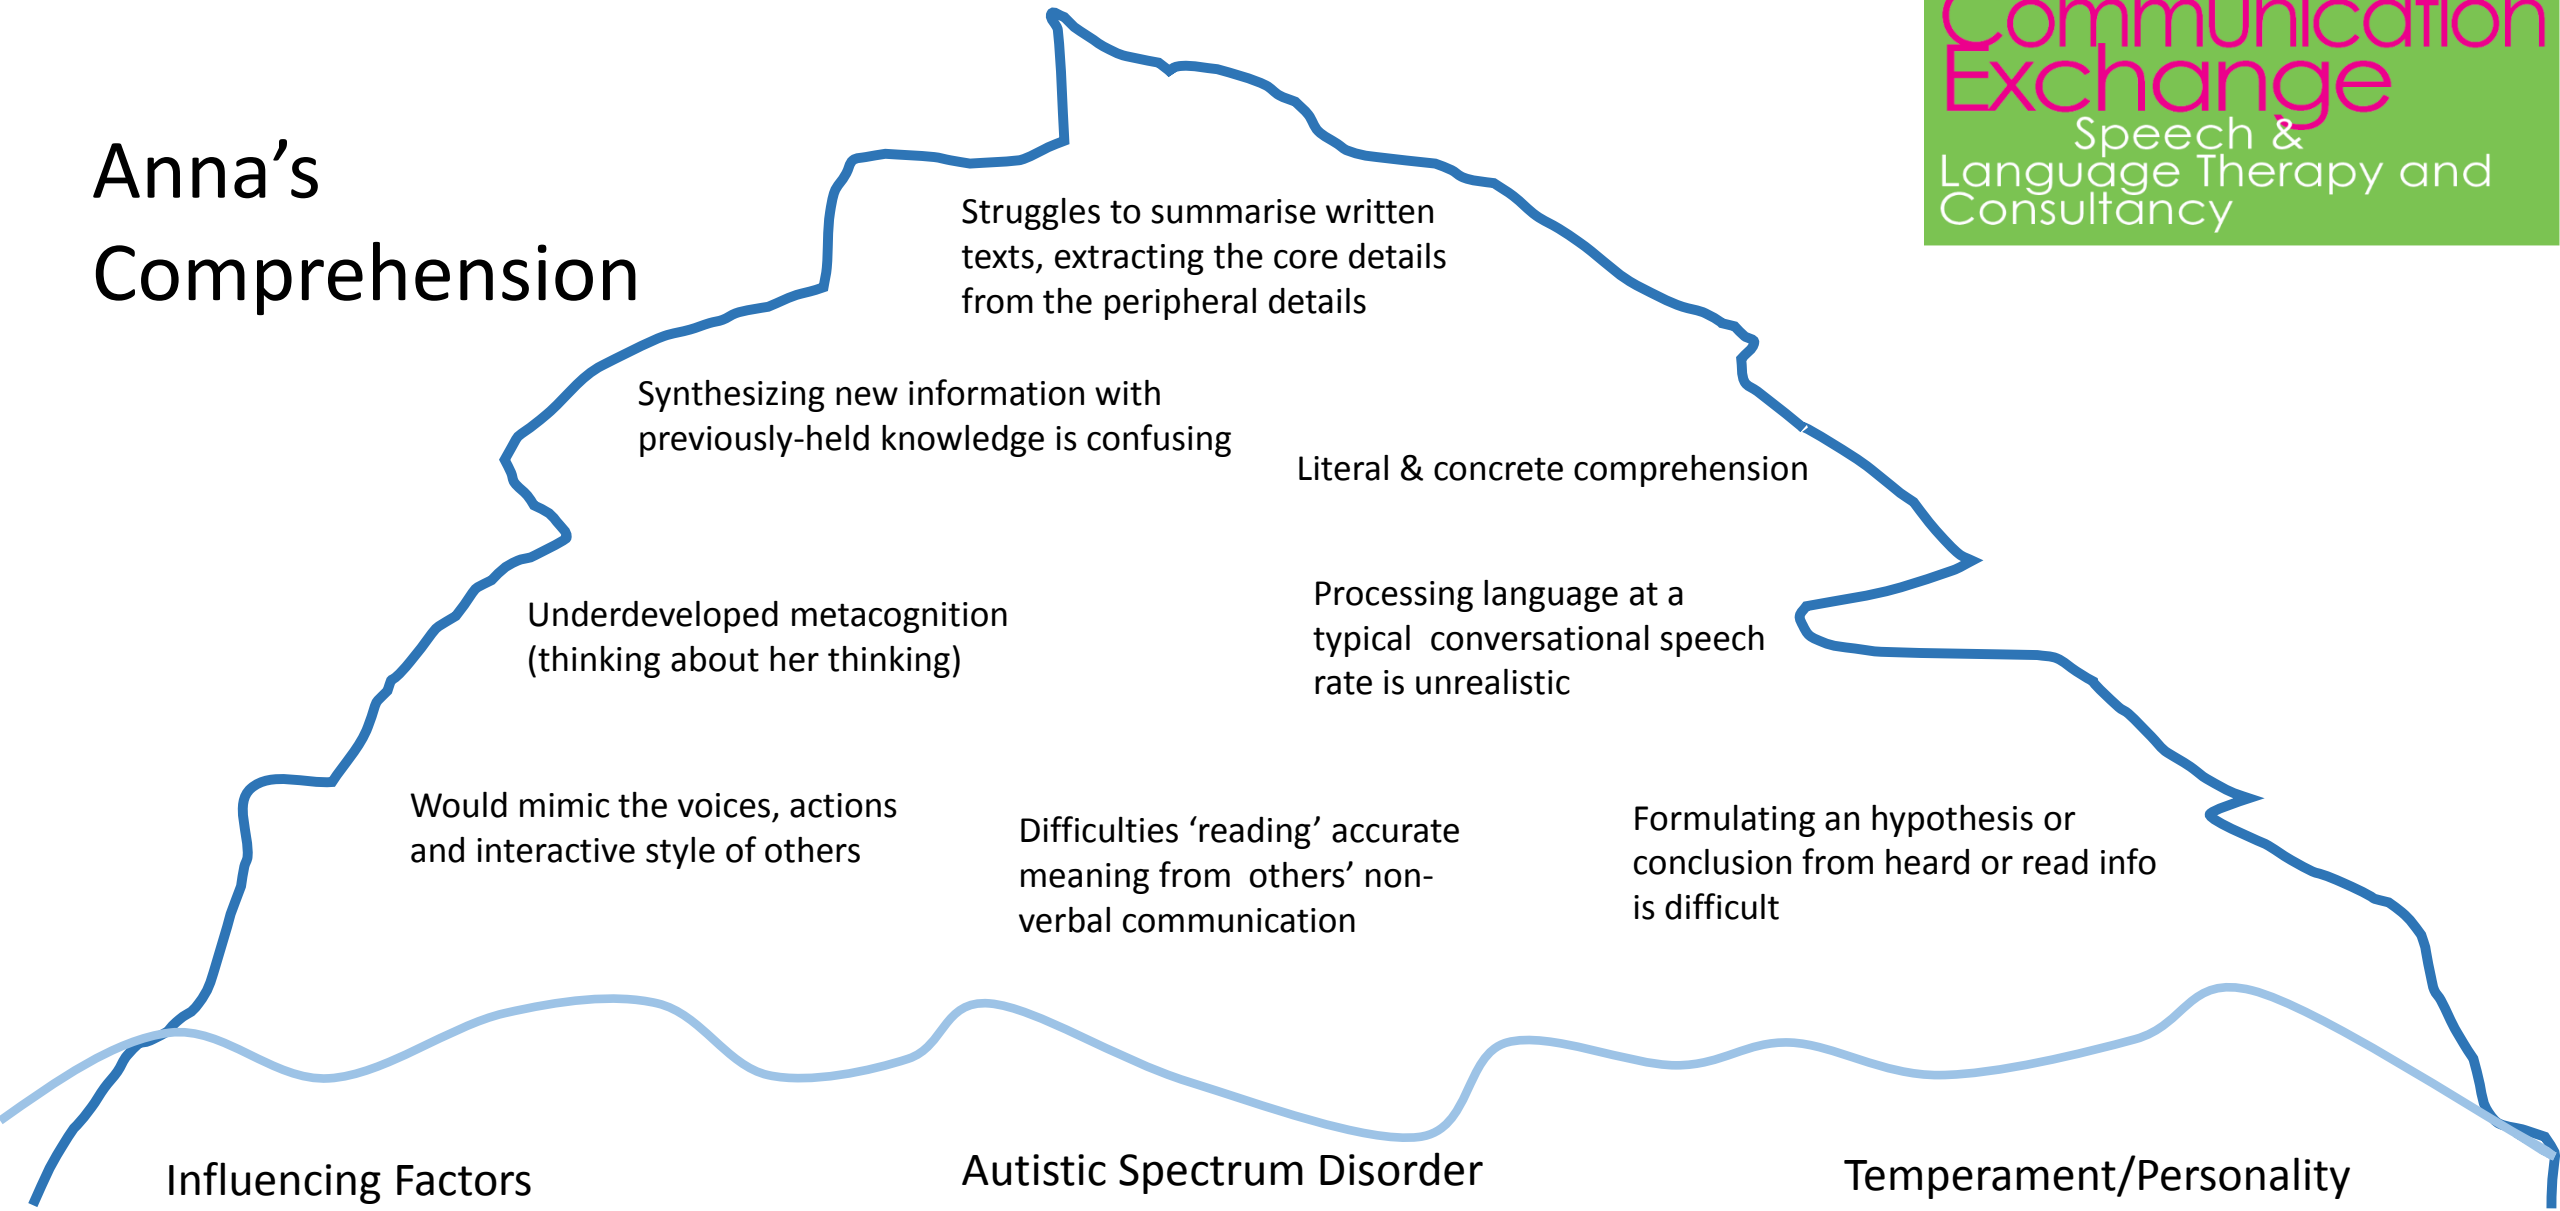 Communication
Exchange
Speech &
Language Therapy and
Consultancy
Anna’s
Comprehension
Struggles to summarise written
texts, extracting the core details
from the peripheral details
Synthesizing new information with
previously-held knowledge is confusing
Literal & concrete comprehension
Underdeveloped metacognition
(thinking about her thinking)
Processing language at a
typical  conversational speech
rate is unrealistic
Would mimic the voices, actions
and interactive style of others
Difficulties ‘reading’ accurate
meaning from  others’ non-
verbal communication
Formulating an hypothesis or
conclusion from heard or read info
is difficult
Influencing Factors
Autistic Spectrum Disorder
Temperament/Personality